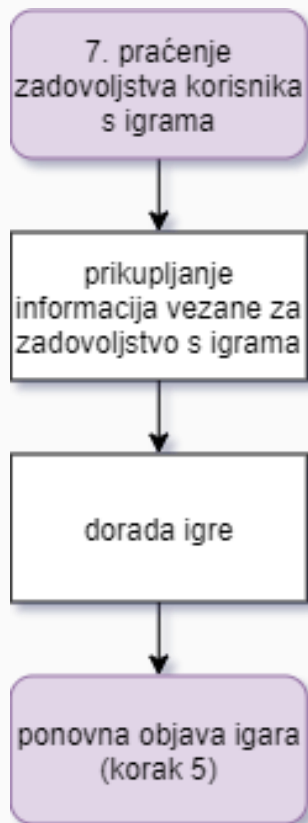 7. praćenje
zadovoljstva korisnika
s igrama
prikupljanje
informacija vezane za
zadovoljstvo s igrama
dorada igre
ponovna objava igara
(korak 5)